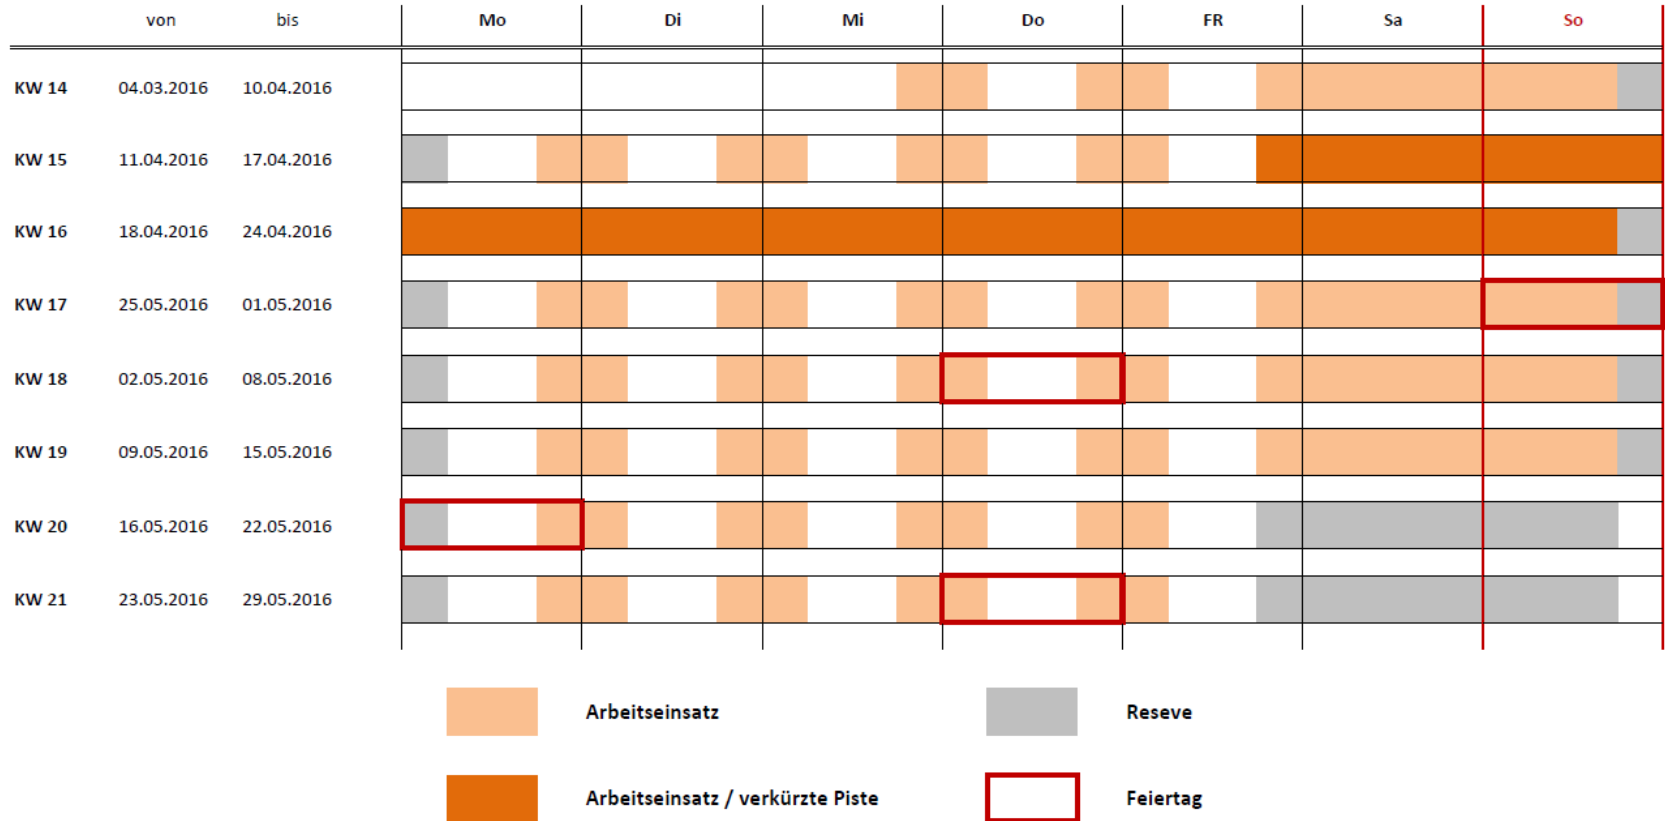 von bis Mo Di Mi Do FR Sa So
KW 14 04.03.2016 10.04.2016
KW 15 11.04.2016 17.04.2016
KW 16 18.04.2016 24.04.2016
KW 17 25.05.2016 01.05.2016
KW 18 02.05.2016 08.05.2016
KW 19 09.05.2016 15.05.2016
KW 20 16.05.2016 22.05.2016
KW 21 23.05.2016 29.05.2016
Arbeitseinsatz Reseve
Arbeitseinsatz / verkürzte Piste Feiertag